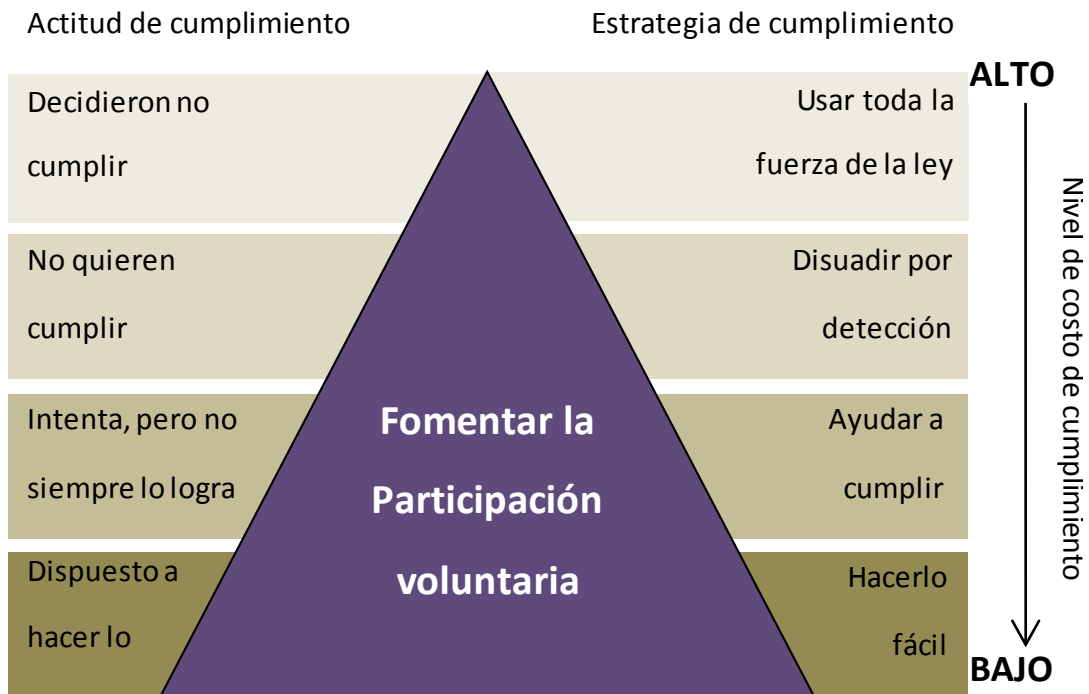 Actitud de cumplimiento
Estrategia de cumplimiento
ALTO
Decidieron no
cumplir
Usar toda la
fuerza de la ley
No quieren
cumplir
Disuadir por
detección
Intenta, pero no
siempre lo logra
Ayudar a
cumplir
Dispuesto a
hacer lo
Hacerlo
fácil
Fomentar la
Participación
voluntaria
Nivel de costo de cumplimiento
BAJO